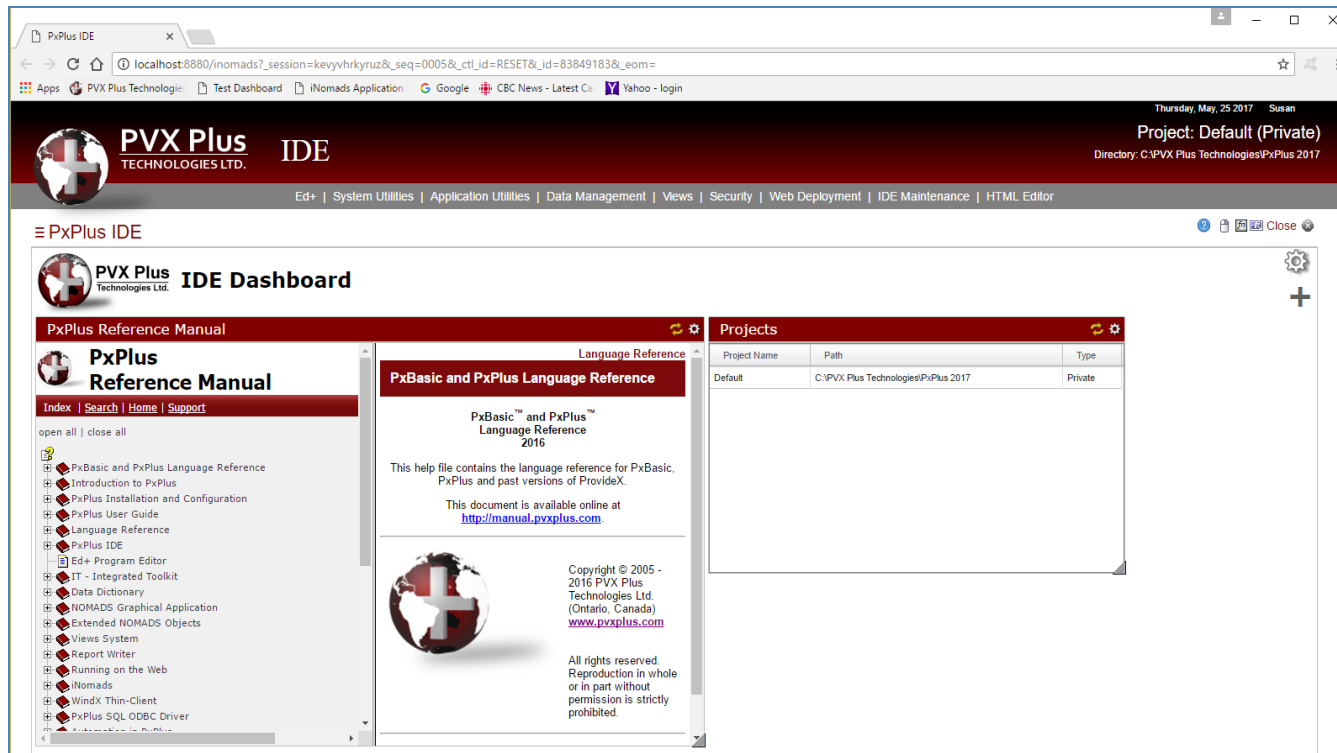 PxPlus IDE
localhost:8880/inomads?_session=kevyvhrkyruz&_seq=0005&_ctl_id=RESET&_id=83849183&_eom=
Apps PVX Plus Technologie Test Dashboard iNomads Application Google CBC News - Latest Ca Yahoo - login
Thursday, May, 25 2017 Susan
PVX Plus
TECHNOLOGIES LTD.
IDE
Project: Default (Private)
Directory: C:\PVX Plus Technologies\PxPlus 2017
Ed+ | System Utilities | Application Utilities | Data Management | Views | Security | Web Deployment | IDE Maintenance | HTML Editor
PxPlus IDE
Close
PVX Plus
Technologies Ltd.
IDE Dashboard
PxPlus Reference Manual
PxPlus
Reference Manual
Index | Search | Home | Support
open all | close all
PxBasic and PxPlus Language Reference
Introduction to PxPlus
PxPlus Installation and Configuration
PxPlus User Guide
Language Reference
PxPlus IDE
Ed+ Program Editor
IT - Integrated Toolkit
Data Dictionary
NOMADS Graphical Application
Extended NOMADS Objects
Views System
Report Writer
Running on the Web
iNomads
WindX Thin-Client
PxPlus SQL ODBC Driver
Automation in PxPlus
Language Reference
PxBasic and PxPlus Language Reference
PxBasic™ and PxPlus™
Language Reference
2016
This help file contains the language reference for PxBasic,
PxPlus and past versions of ProvideX.
This document is available online at
http://manual.pvxplus.com.
Copyright © 2005 -
2016 PVX Plus
Technologies Ltd.
(Ontario, Canada)
www.pvxplus.com
All rights reserved.
Reproduction in whole
or in part without
permission is strictly
prohibited.
Projects
Project Name Path Type
Default C:\PVX Plus Technologies\PxPlus 2017 Private